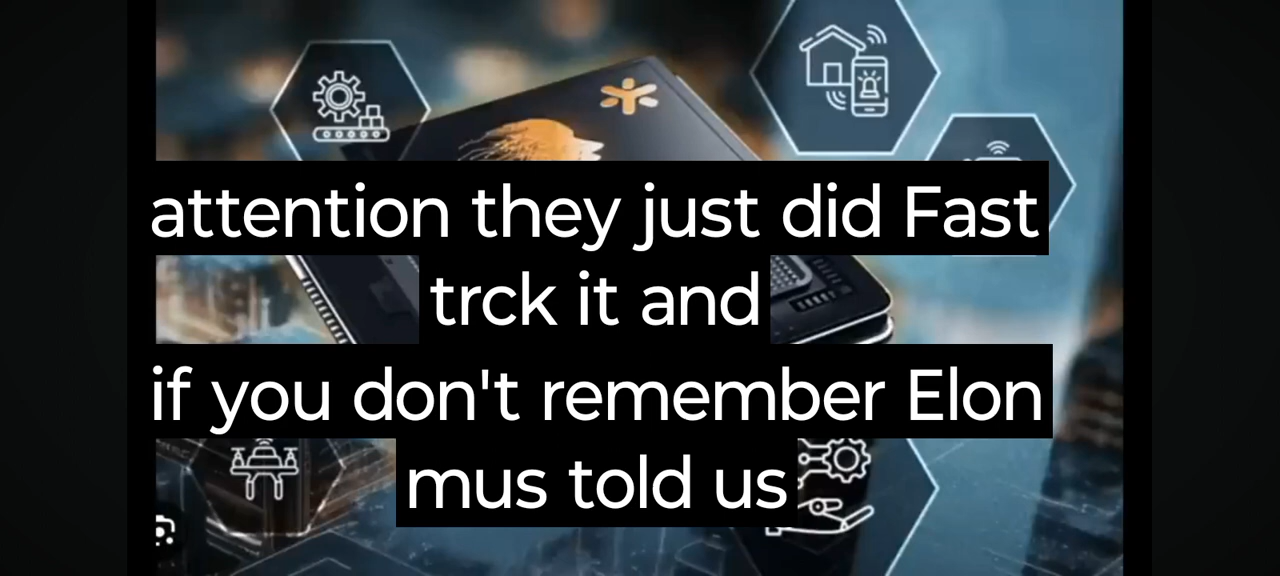 attention they just did Fast
trck it and
if you don't remember Elon
mus told us